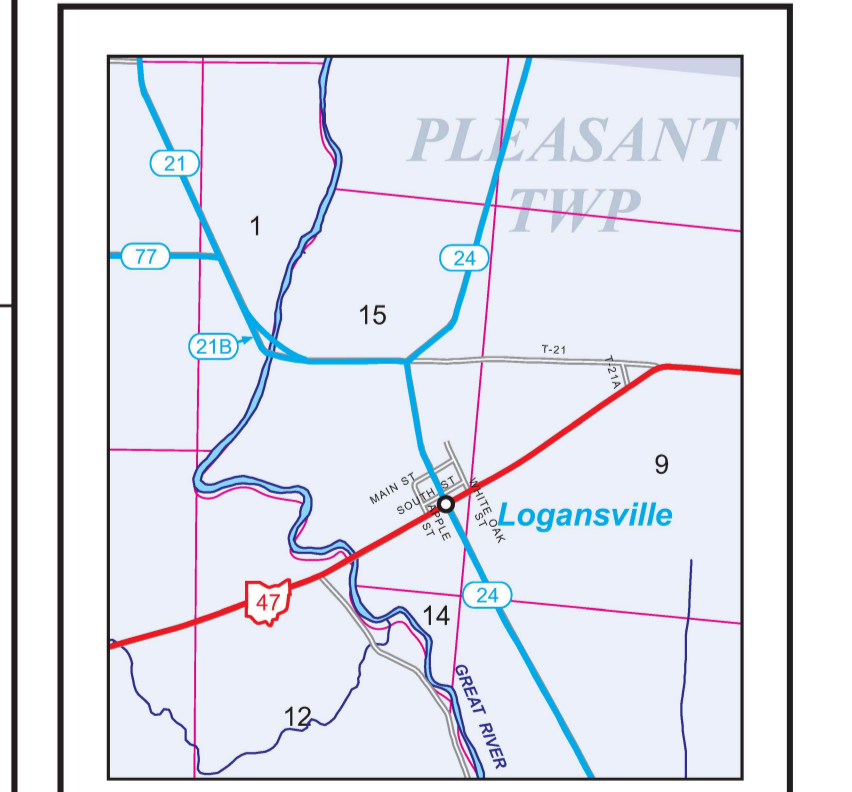 PLEASANT
TWP
21
1
77
24
15
21B
T-21
T-21A
9
MAIN ST
SOUTH ST
WHITE OAK
ST
APPLE
ST
Logansville
47
24
14
GREAT RIVER
12